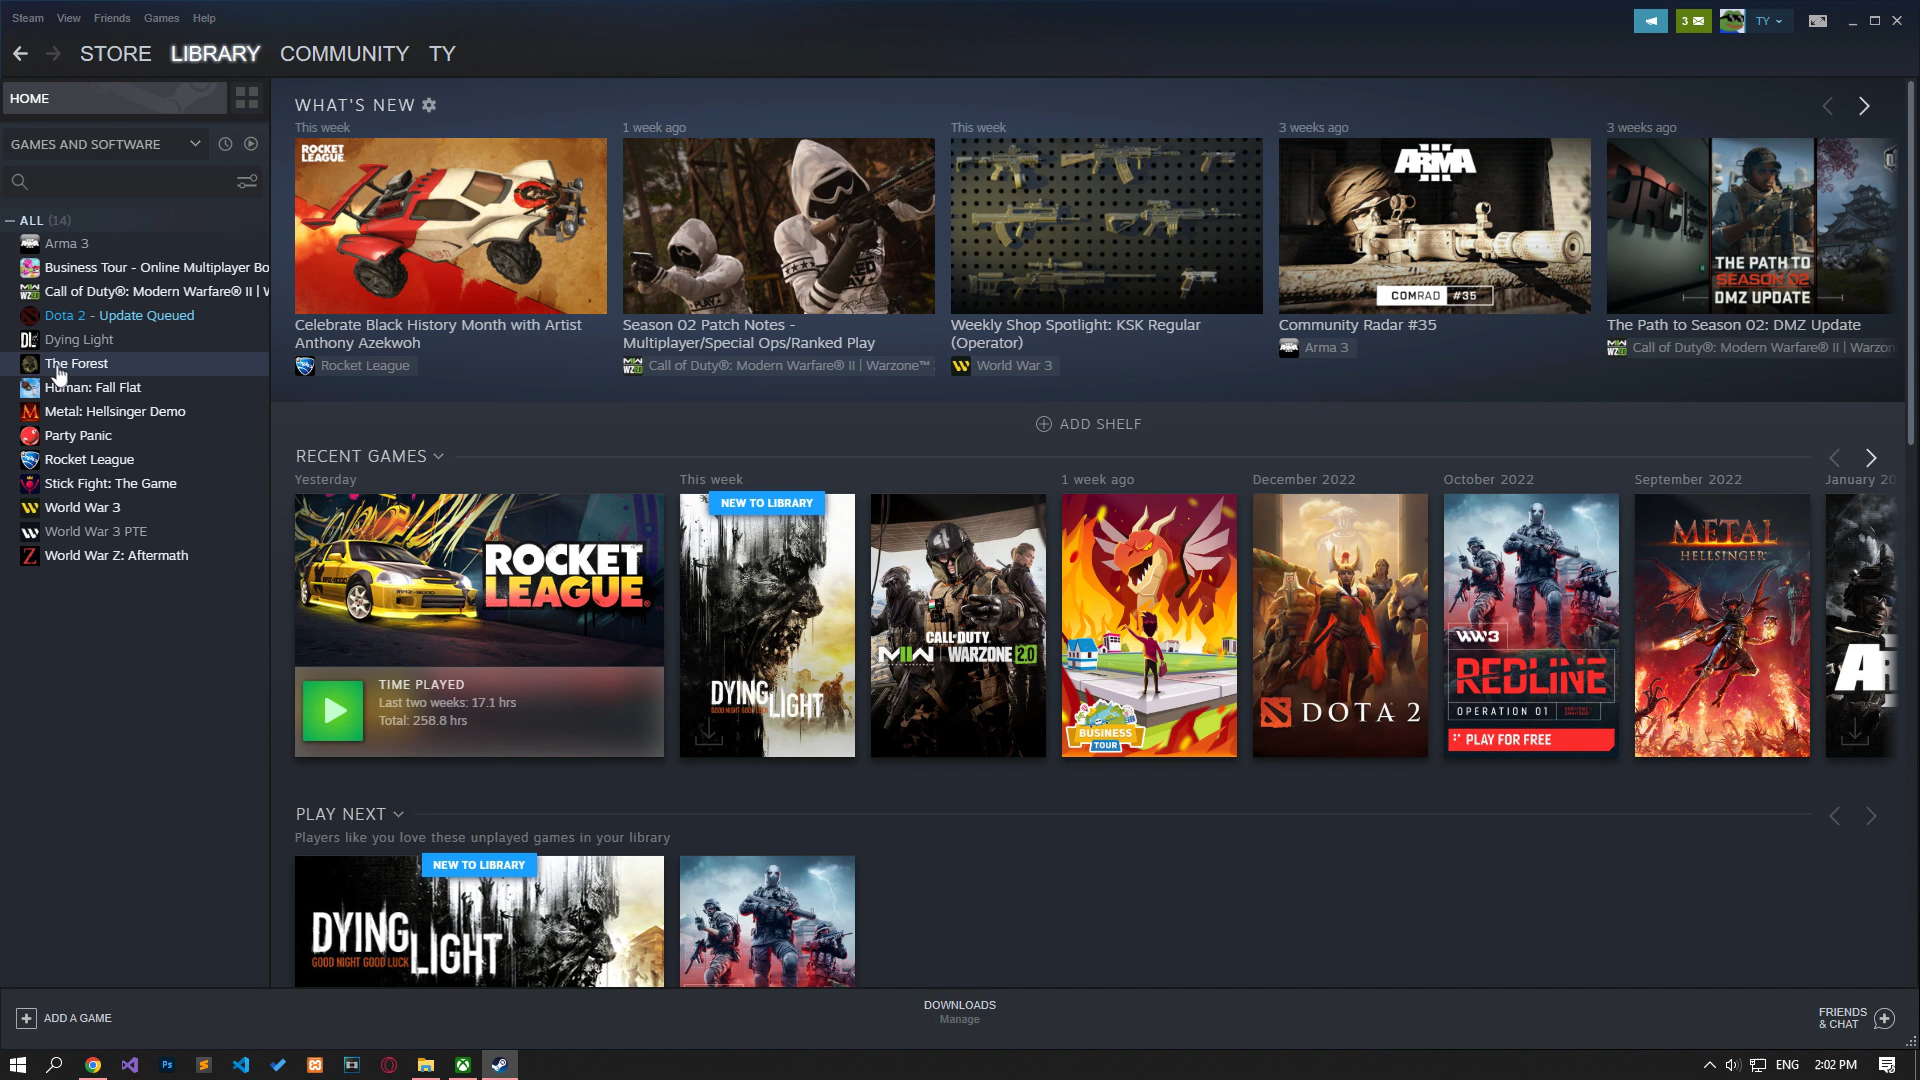 Steam View Friends Games Help
3
TY
STORE LIBRARY COMMUNITY TY
HOME
GAMES AND SOFTWARE
ALL (14)
Arma 3
Business Tour - Online Multiplayer Bo
Call of Duty®: Modern Warfare® II | W
Dota 2 - Update Queued
Dying Light
The Forest
Human: Fall Flat
Metal: Hellsinger Demo
Party Panic
Rocket League
Stick Fight: The Game
World War 3
World War 3 PTE
World War Z: Aftermath
WHAT'S NEW
This week
ROCKET
LEAGUE
Celebrate Black History Month with Artist
Anthony Azekwoh
Rocket League
1 week ago
Season 02 Patch Notes -
Multiplayer/Special Ops/Ranked Play
Call of Duty®: Modern Warfare® II | Warzone™
This week
Weekly Shop Spotlight: KSK Regular
(Operator)
World War 3
3 weeks ago
ARMA
III
COMRAD #35
Community Radar #35
Arma 3
3 weeks ago
THE PATH TO
SEASON 02
DMZ UPDATE
The Path to Season 02: DMZ Update
Call of Duty®: Modern Warfare® II | Warzon
ADD SHELF
RECENT GAMES
Yesterday
ROCKET
LEAGUE
TIME PLAYED
Last two weeks: 17.1 hrs
Total: 258.8 hrs
This week
NEW TO LIBRARY
DYING
LIGHT
GOOD NIGHT GOOD LUCK
CALL OF DUTY
MWII WARZONE 2.0
1 week ago
BUSINESS
TOUR
December 2022
DOTA 2
October 2022
WW3
REDLINE
OPERATION 01
PLAY FOR FREE
September 2022
METAL
HELLSINGER
January 20
AR
PLAY NEXT
Players like you love these unplayed games in your library
NEW TO LIBRARY
DYING
LIGHT
GOOD NIGHT GOOD LUCK
ADD A GAME
DOWNLOADS
Manage
FRIENDS
& CHAT
Ps
ENG
2:02 PM